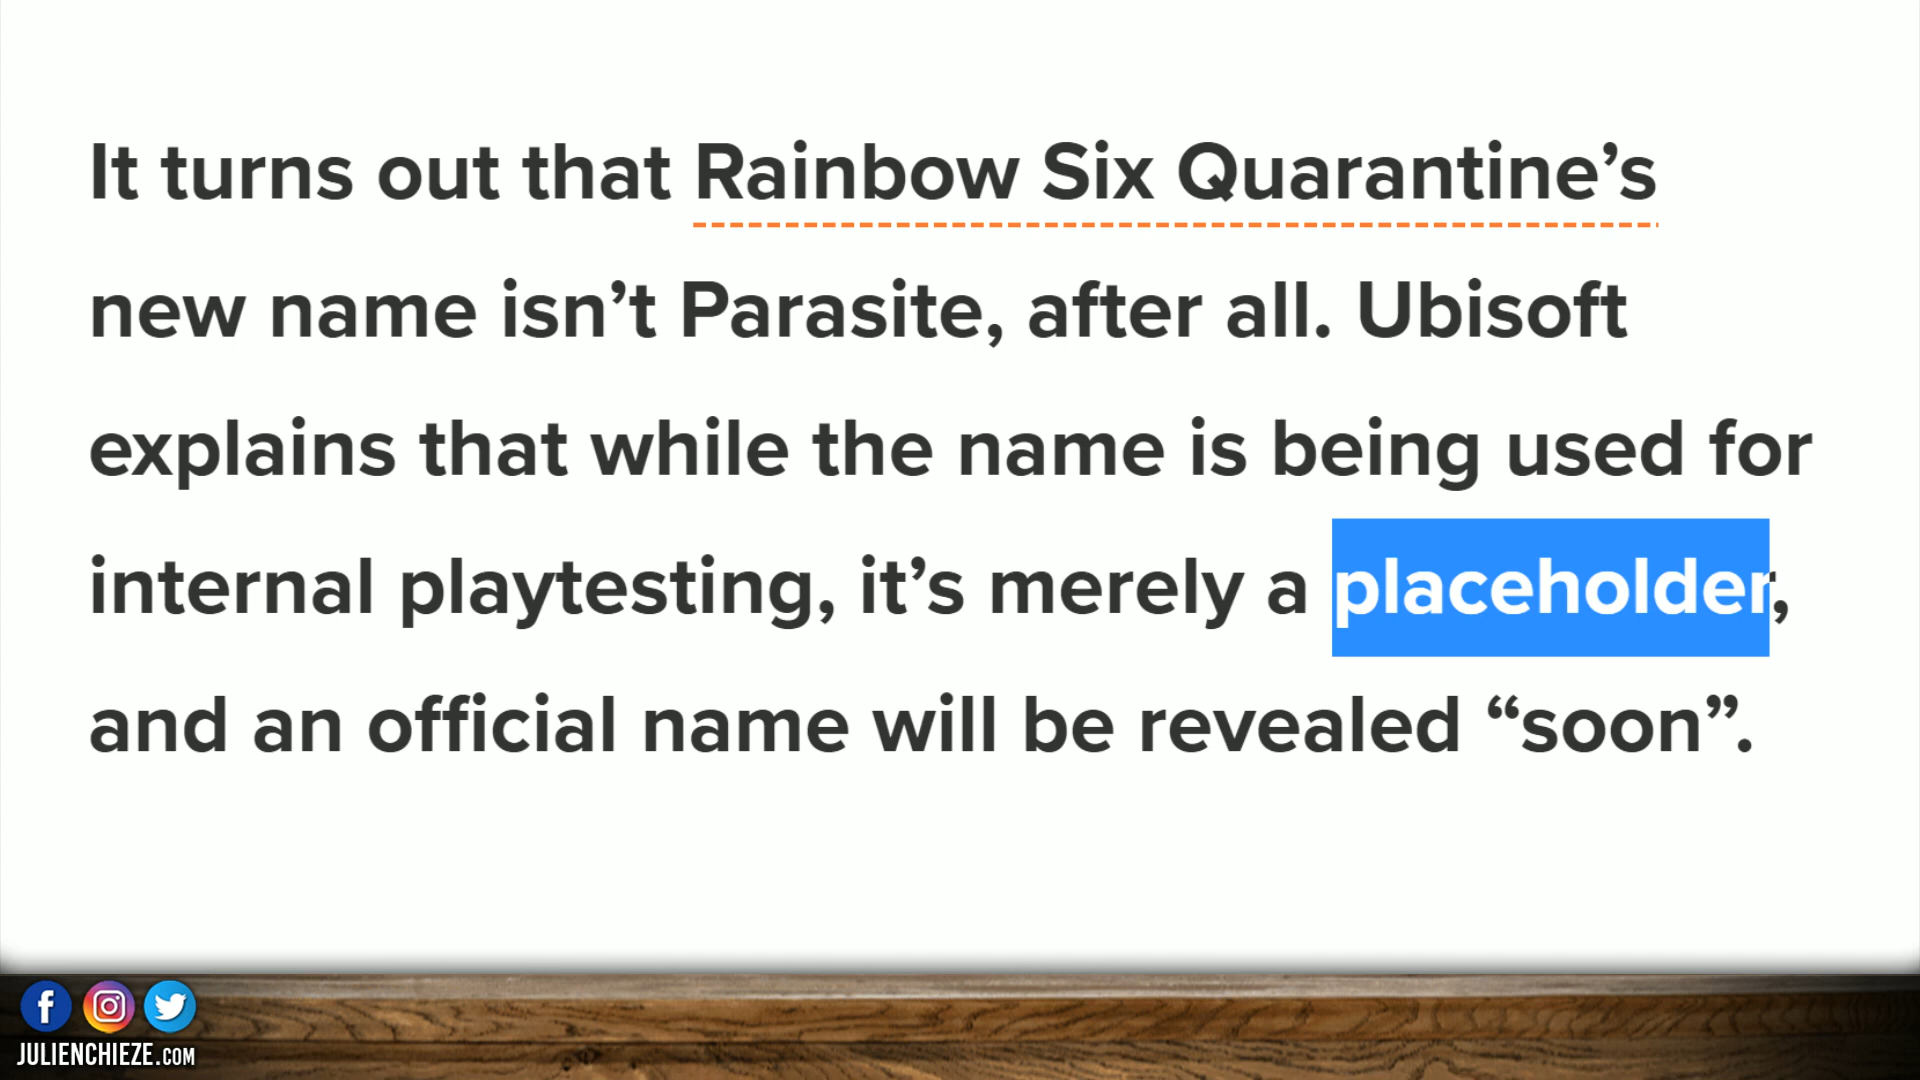 It turns out that Rainbow Six Quarantine’s
new name isn’t Parasite, after all. Ubisoft
explains that while the name is being used for
internal playtesting, it’s merely a placeholder,
and an official name will be revealed “soon”.
JULIENCHIEZE.COM